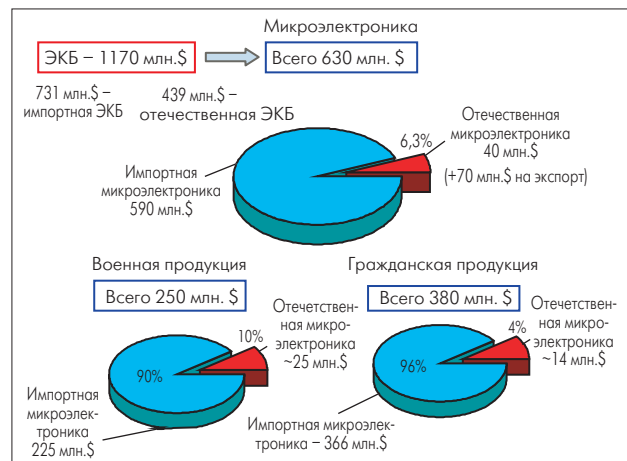 Микроэлектроника
ЭКБ – 1170 млн.$
Всего 630 млн. $
731 млн.$ –
импортная ЭКБ
439 млн.$ –
отечественная ЭКБ
6,3%
Отечественная
микроэлектроника
40 млн.$
(+70 млн.$ на экспорт)
Импортная
микроэлектроника
590 млн.$
Военная продукция
Всего 250 млн. $
10%
Отечетствен-
ная микро-
электроника
~25 млн.$
90%
Импортная
микроэлек-
троника
225 млн.$
Гражданская продукция
Всего 380 млн. $
4%
Отечетствен-
ная микро-
электроника
~14 млн.$
96%
Импортная микроэлек-
троника – 366 млн.$